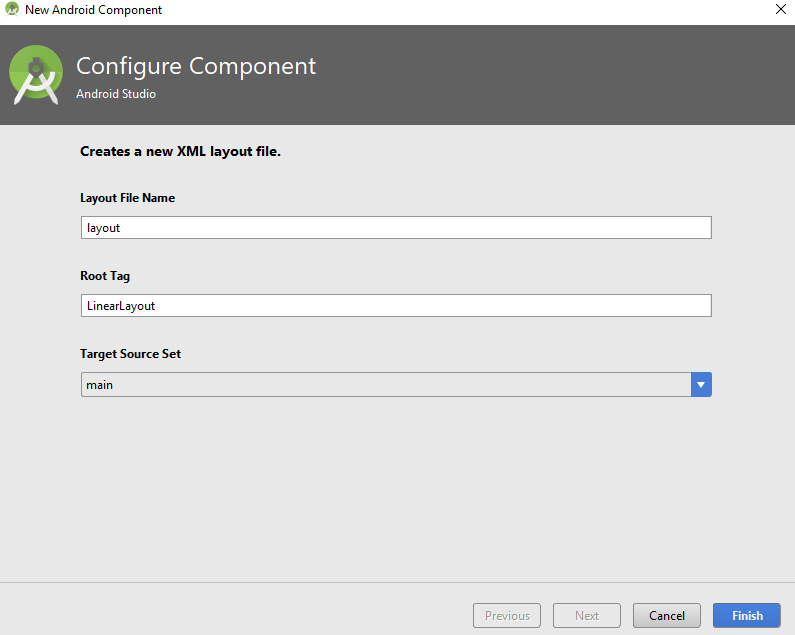 New Android Component
Configure Component
Android Studio
Creates a new XML layout file.
Layout File Name
layout
Root Tag
LinearLayout
Target Source Set
main
Previous Next Cancel Finish